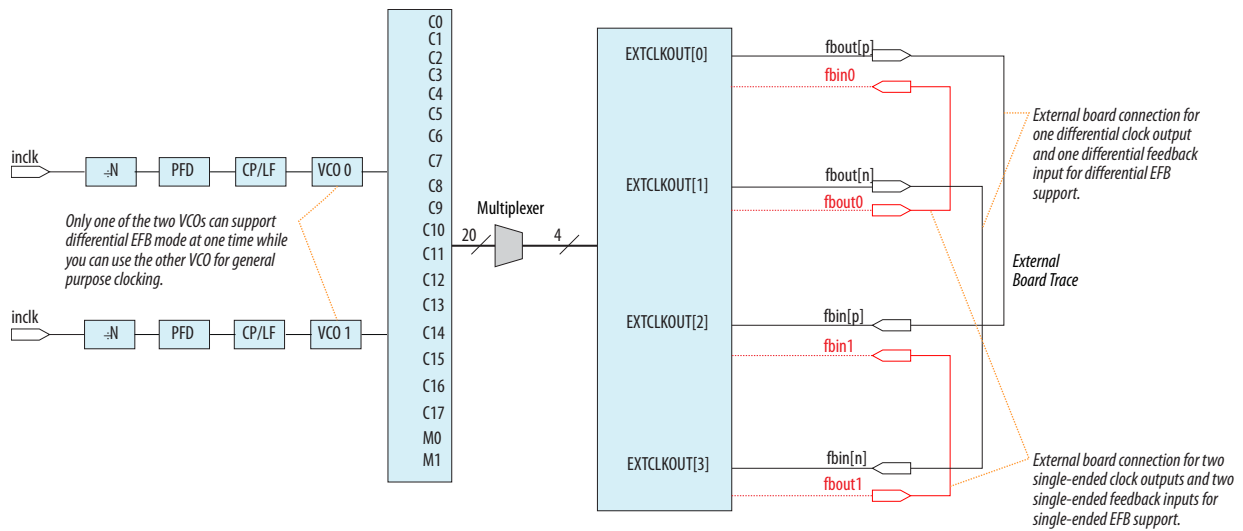 inclk
÷N
PFD
CP/LF
VCO 0
Only one of the two VCOs can support
differential EFB mode at one time while
you can use the other VCO for general
purpose clocking.
inclk
÷N
PFD
CP/LF
VCO 1
C0
C1
C2
C3
C4
C5
C6
C7
C8
C9
C10
C11
C12
C13
C14
C15
C16
C17
M0
M1
20
Multiplexer
4
EXTCLKOUT[0]
EXTCLKOUT[1]
EXTCLKOUT[2]
EXTCLKOUT[3]
fbout[p]
fbin0
fbout[n]
fbout0
fbin[p]
fbin1
fbin[n]
fbout1
External board connection for
one differential clock output
and one differential feedback
input for differential EFB
support.
External
Board Trace
External board connection for two
single-ended clock outputs and two
single-ended feedback inputs for
single-ended EFB support.